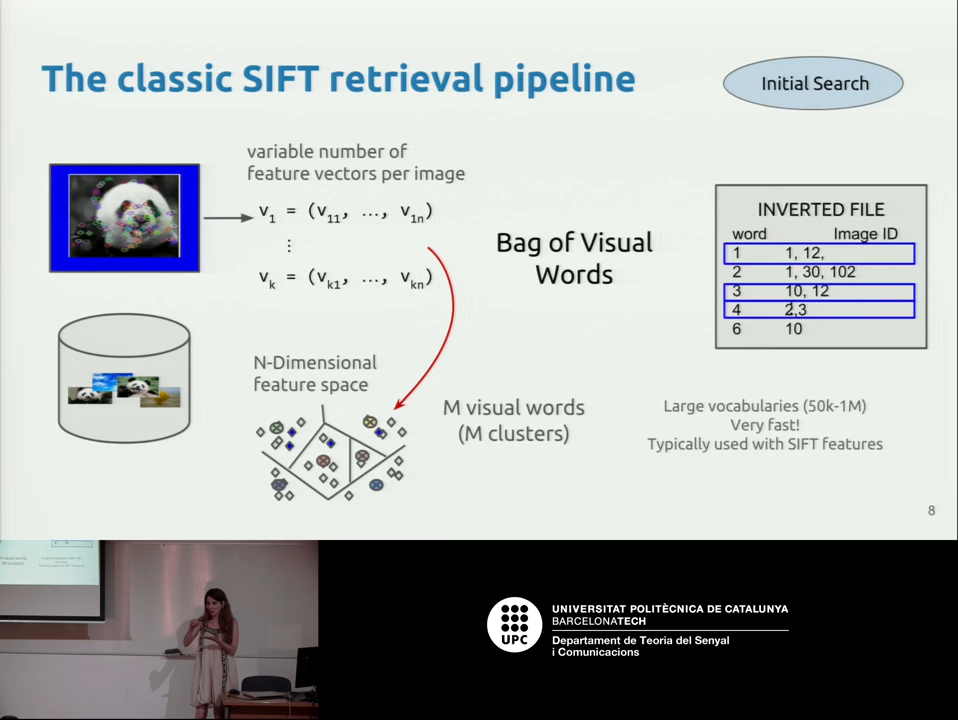 The classic SIFT retrieval pipeline
Initial Search
variable number of
feature vectors per image
v1 = (v11, ..., v1n)
⋮
vk = (vk1, ..., vkn)
Bag of Visual
Words
INVERTED FILE
word Image ID
1 1, 12,
2 1, 30, 102
3 10, 12
4 2,3
6 10
N-Dimensional
feature space
M visual words
(M clusters)
Large vocabularies (50k-1M)
Very fast!
Typically used with SIFT features
8
UPC
UNIVERSITAT POLITÈCNICA DE CATALUNYA
BARCELONATECH
Departament de Teoria del Senyal
i Comunicacions